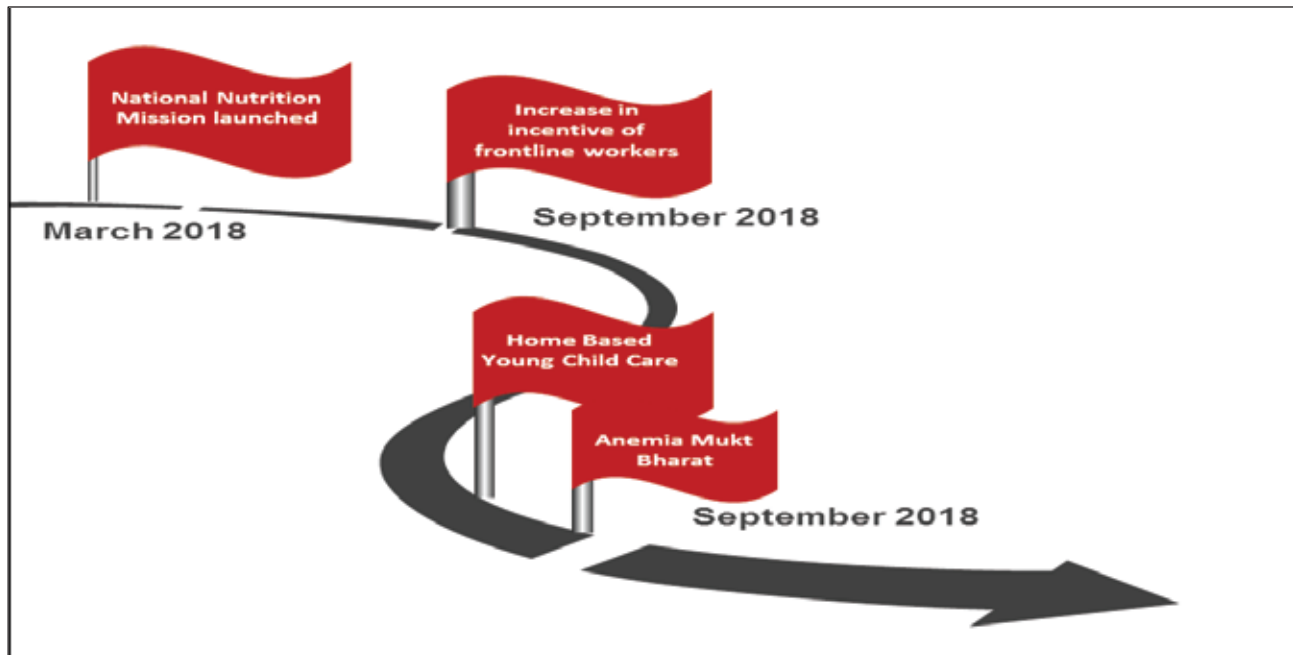 National Nutrition
Mission launched
March 2018
Increase in
incentive of
frontline workers
September 2018
Home Based
Young Child Care
Anemia Mukt
Bharat
September 2018